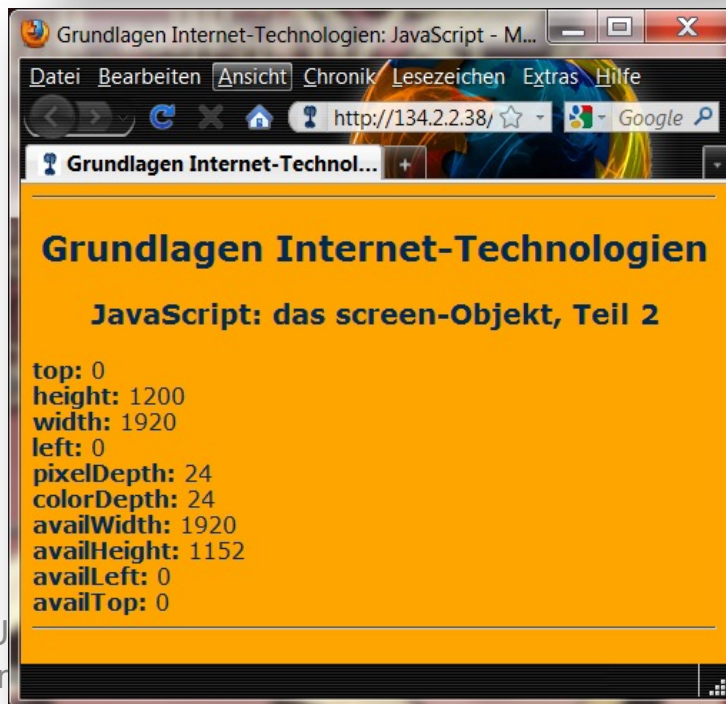 Grundlagen Internet-Technologien: JavaScript - M...
Datei Bearbeiten Ansicht Chronik Lesezeichen Extras Hilfe
http://134.2.2.38/ Google
Grundlagen Internet-Technol... +
Grundlagen Internet-Technologien
JavaScript: das screen-Objekt, Teil 2
top: 0
height: 1200
width: 1920
left: 0
pixelDepth: 24
colorDepth: 24
availWidth: 1920
availHeight: 1152
availLeft: 0
availTop: 0